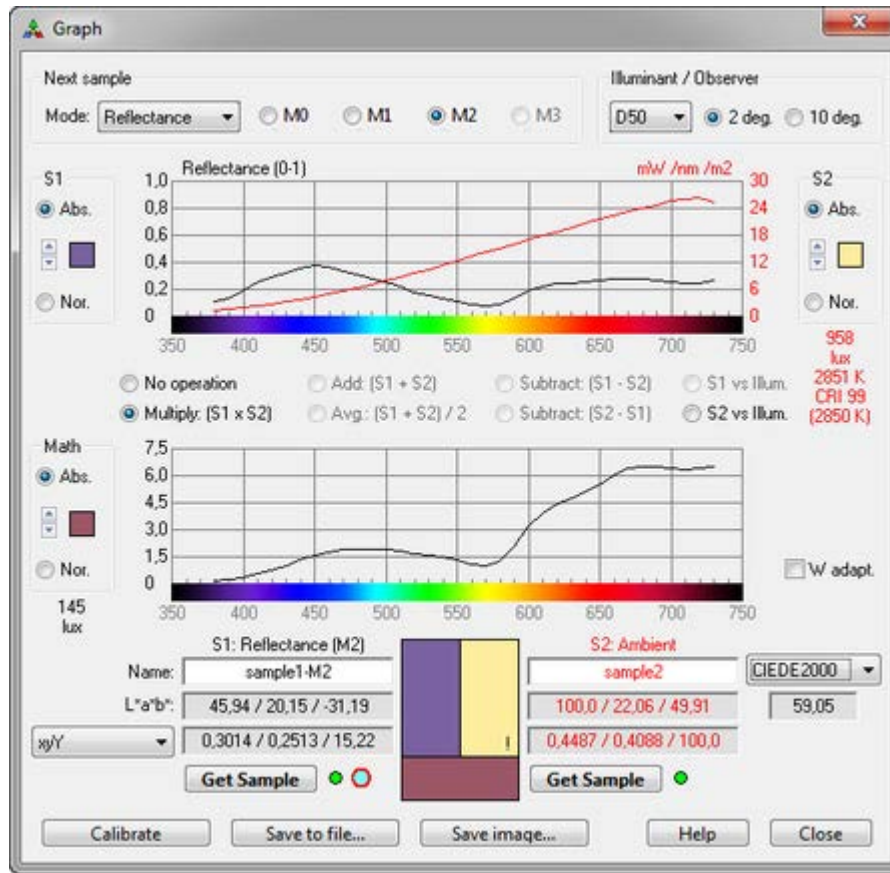 Graph
Next sample
Mode: Reflectance M0 M1 M2 M3
Illuminant / Observer
D50 2 deg. 10 deg.
S1
Abs.
Nor.
Reflectance (0-1) mW /nm /m2
1,0 30
0,8 24
0,6 18
0,4 12
0,2 6
0 0
350 400 450 500 550 600 650 700 750
S2
Abs.
Nor.
958
lux
2851 K
CRI 99
(2850 K)
No operation Add: (S1 + S2) Subtract: (S1 - S2) S1 vs Illum.
Multiply: (S1 x S2) Avg.: (S1 + S2) / 2 Subtract: (S2 - S1) S2 vs Illum.
Math
Abs.
Nor.
145
lux
7,5
6,0
4,5
3,0
1,5
0
350 400 450 500 550 600 650 700 750
W adapt.
S1: Reflectance (M2) S2: Ambient
Name: sample1-M2 sample2 CIEDE2000
L*a*b*: 45,94 / 20,15 / -31,19 100,0 / 22,06 / 49,91 59,05
xyY 0,3014 / 0,2513 / 15,22 ! 0,4487 / 0,4088 / 100,0
Get Sample Get Sample
Calibrate Save to file... Save image... Help Close